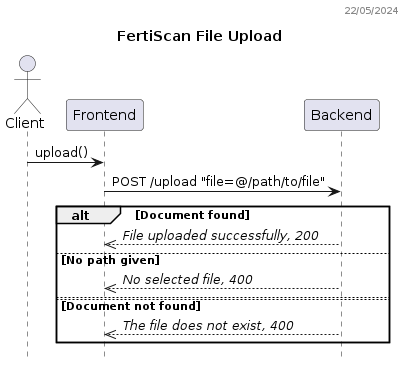 22/05/2024
FertiScan File Upload
Client
Frontend
Backend
upload()
POST /upload "file=@/path/to/file"
alt [Document found]
File uploaded successfully, 200
[No path given]
No selected file, 400
[Document not found]
The file does not exist, 400